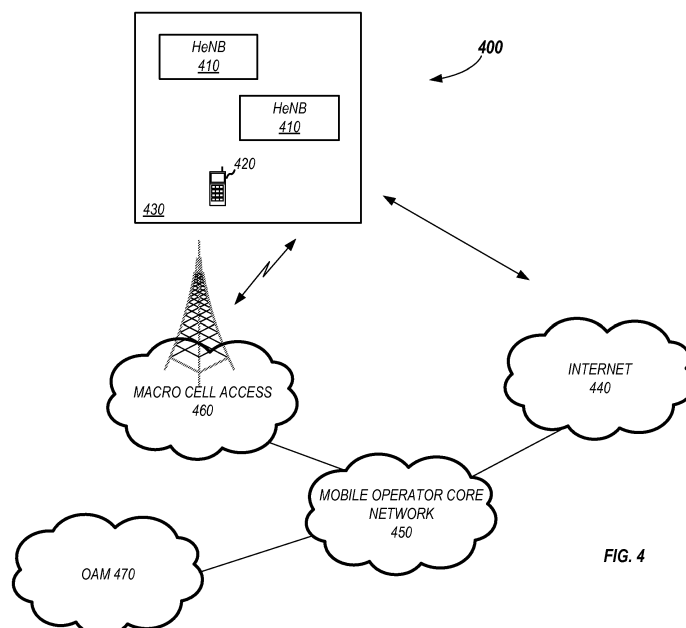 HeNB
410
400
HeNB
410
420
430
INTERNET
440
MACRO CELL ACCESS
460
MOBILE OPERATOR CORE
NETWORK
450
FIG. 4
OAM 470